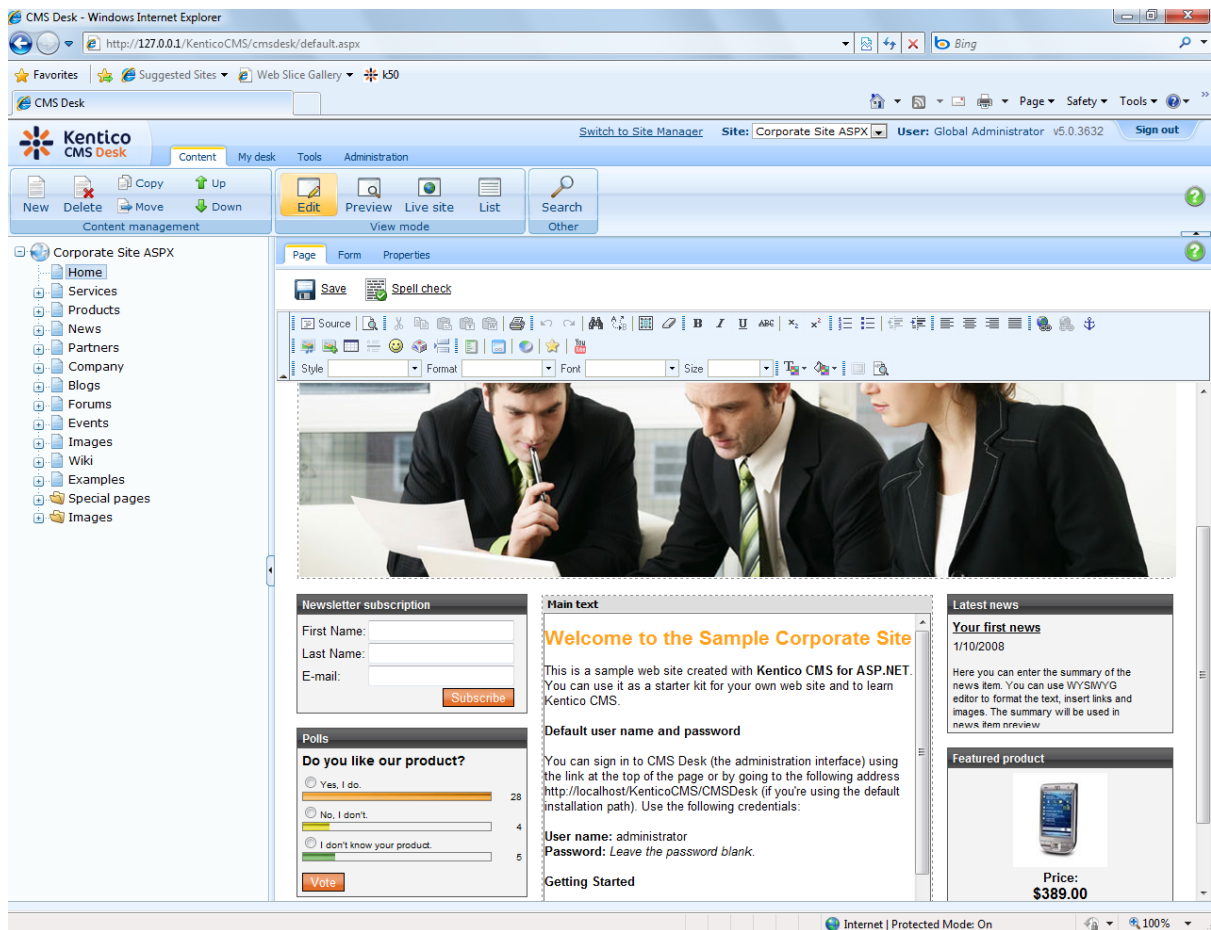 CMS Desk - Windows Internet Explorer
http://127.0.0.1/KenticoCMS/cmsdesk/default.aspx
Bing
Favorites Suggested Sites Web Slice Gallery k50
CMS Desk
Page Safety Tools
Kentico
CMS Desk
Switch to Site Manager Site: Corporate Site ASPX User: Global Administrator v5.0.3632 Sign out
Content My desk Tools Administration
New Delete Copy Move Up Down
Content management
Edit Preview Live site List
View mode
Search
Other
Corporate Site ASPX
Home
Services
Products
News
Partners
Company
Blogs
Forums
Events
Images
Wiki
Examples
Special pages
Images
Page Form Properties
Save Spell check
Source
B I U ABC x₂ x²
Style Format Font Size
Newsletter subscription
First Name:
Last Name:
E-mail:
Subscribe
Polls
Do you like our product?
Yes, I do.
28
No, I don't.
4
I don't know your product.
5
Vote
Main text
Welcome to the Sample Corporate Site
This is a sample web site created with Kentico CMS for ASP.NET.
You can use it as a starter kit for your own web site and to learn
Kentico CMS.
Default user name and password
You can sign in to CMS Desk (the administration interface) using
the link at the top of the page or by going to the following address
http://localhost/KenticoCMS/CMSDesk (if you're using the default
installation path). Use the following credentials:
User name: administrator
Password: Leave the password blank.
Getting Started
Latest news
Your first news
1/10/2008
Here you can enter the summary of the
news item. You can use WYSIWYG
editor to format the text, insert links and
images. The summary will be used in
news item preview
Featured product
Price:
$389.00
Internet | Protected Mode: On
100%